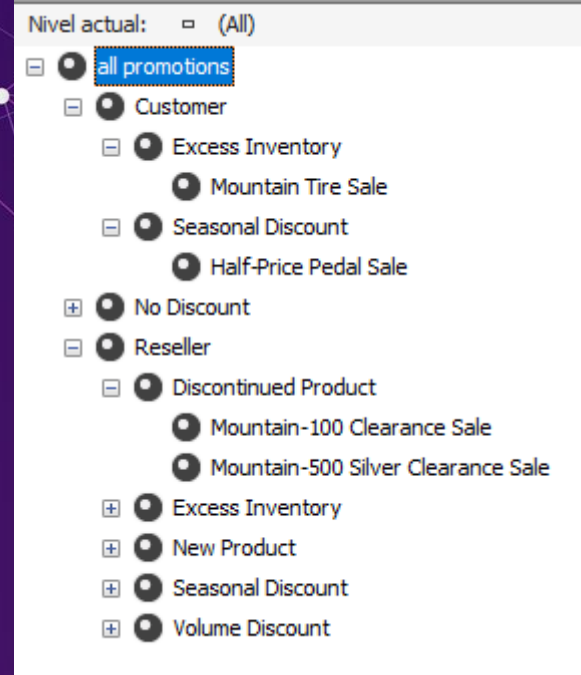 Nivel actual: (All)
all promotions
Customer
Excess Inventory
Mountain Tire Sale
Seasonal Discount
Half-Price Pedal Sale
No Discount
Reseller
Discontinued Product
Mountain-100 Clearance Sale
Mountain-500 Silver Clearance Sale
Excess Inventory
New Product
Seasonal Discount
Volume Discount